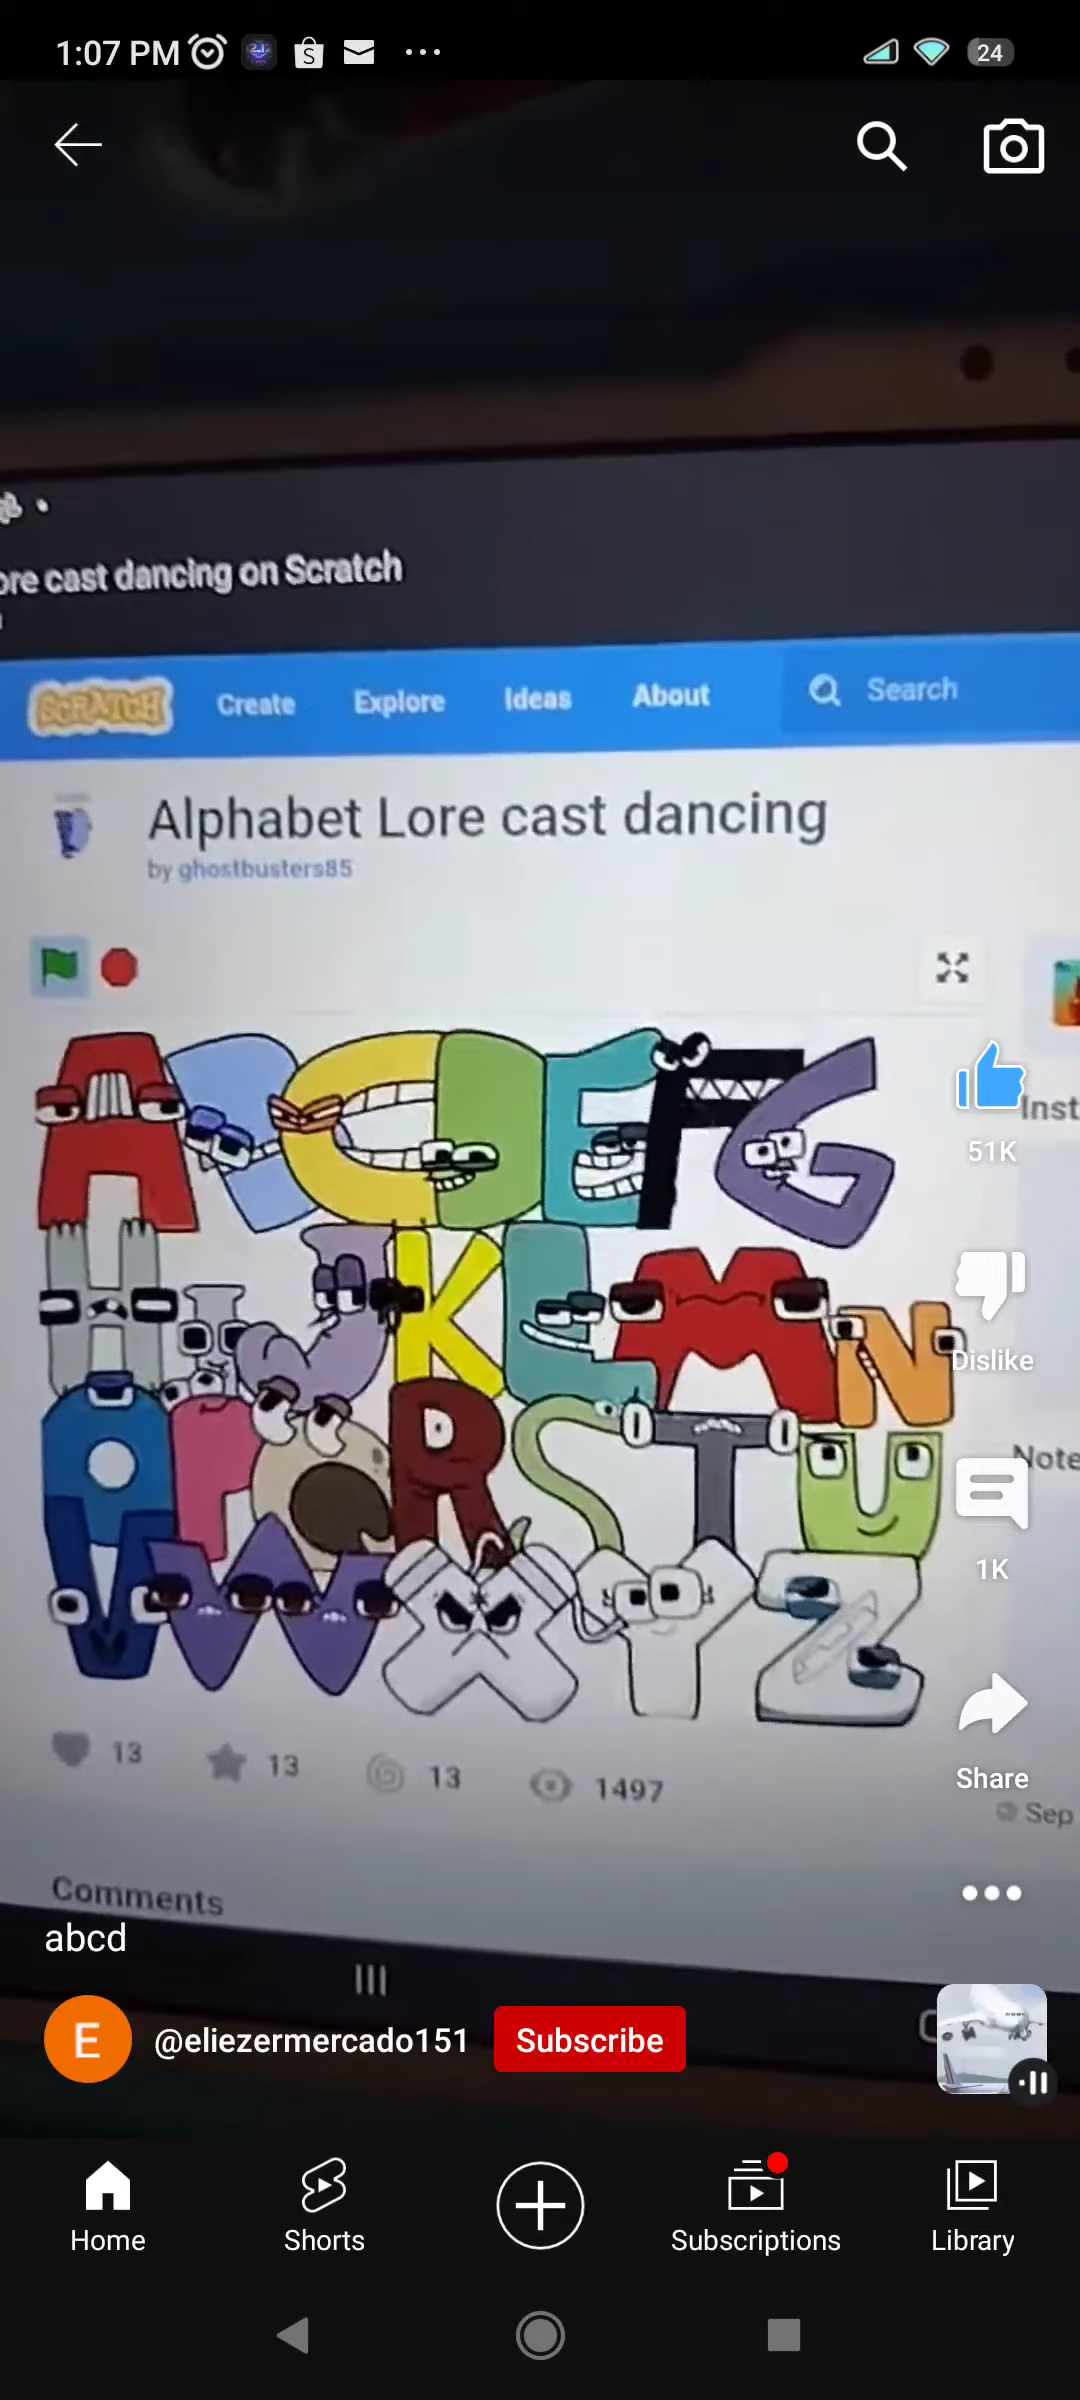 1:07 PM
24
ore cast dancing on Scratch
SCRATCH
Create
Explore
Ideas
About
Search
Alphabet Lore cast dancing
by ghostbusters85
51K
Inst
Dislike
Note
1K
13
13
13
1497
Share
Sep
Comments
abcd
E
@eliezermercado151
Subscribe
Home
Shorts
Subscriptions
Library